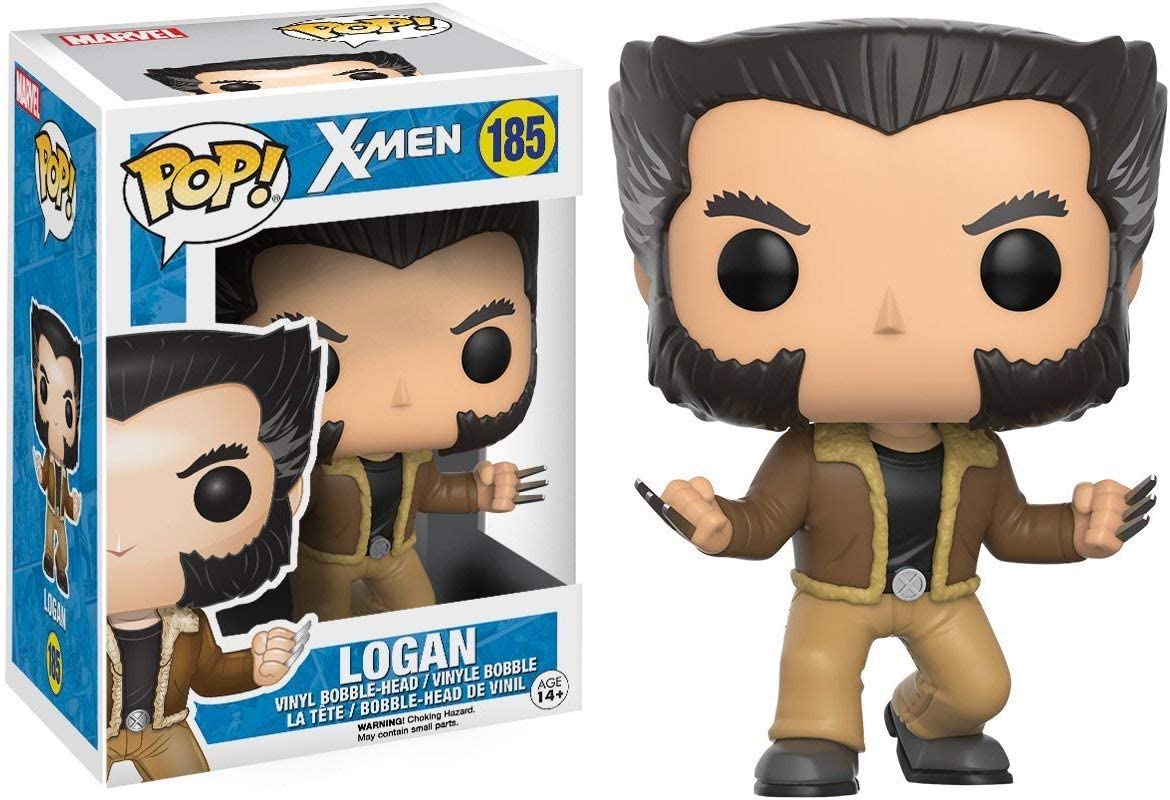 MARVEL
POP!
MARVEL
POP!
LOGAN
185
POP!®
X-MEN
185
LOGAN
VINYL BOBBLE-HEAD / VINYLE BOBBLE
LA TÊTE / BOBBLE-HEAD DE VINIL
WARNING! Choking Hazard.
May contain small parts.
AGE
14+